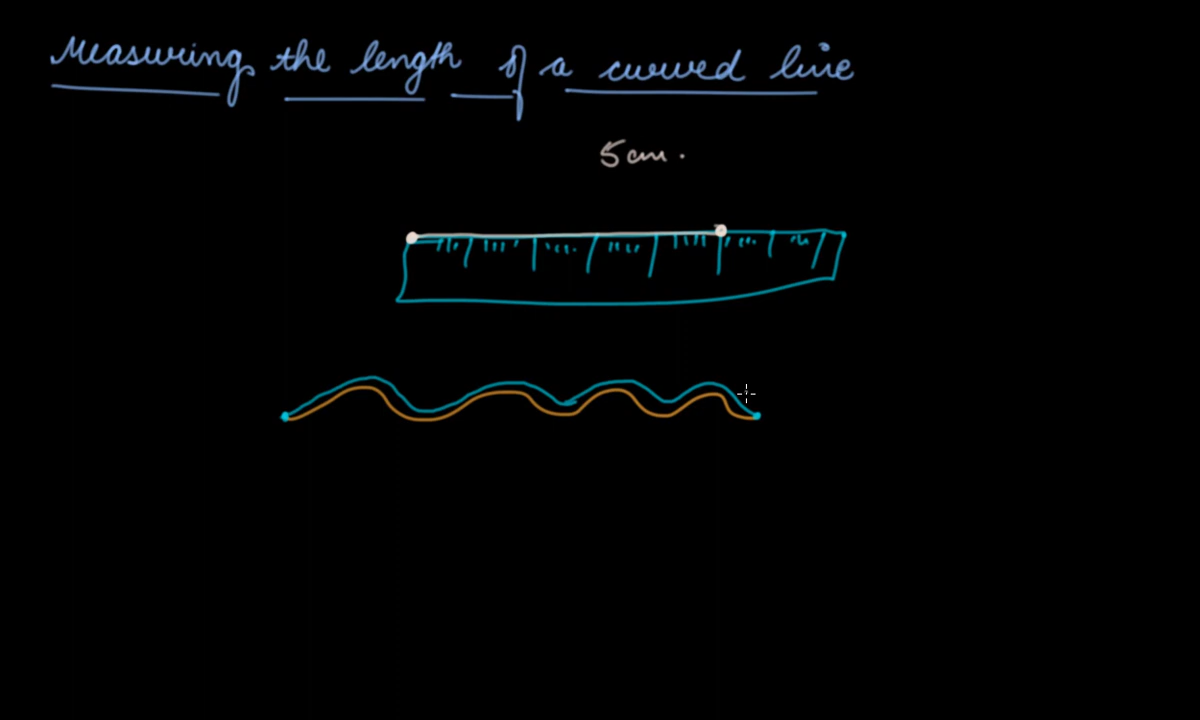 Measuring the length of a curved line
5cm.